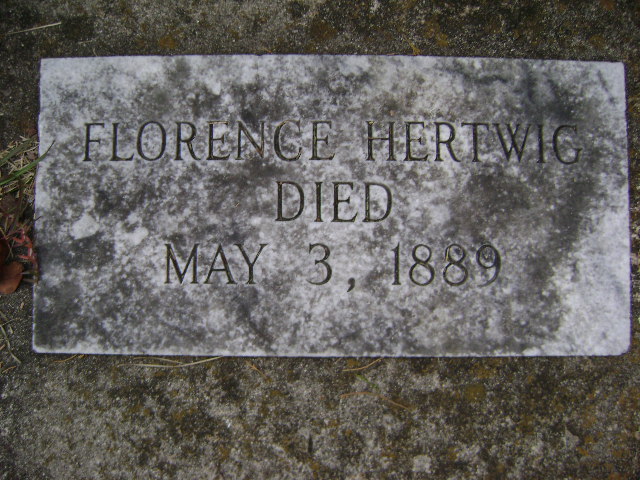 FLORENCE HERTWIG
DIED
MAY 3, 1889